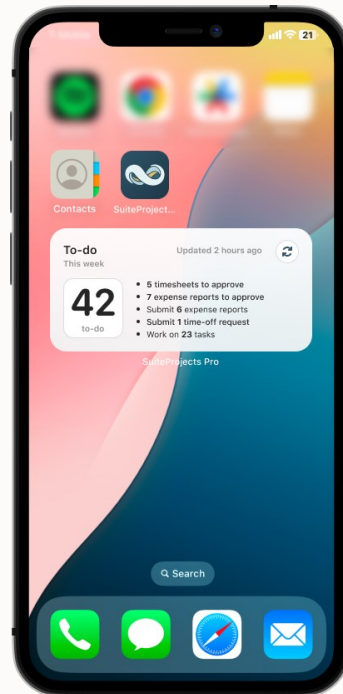 21
Contacts
SuiteProject...
To-do
Updated 2 hours ago
This week
42
to-do
• 5 timesheets to approve
• 7 expense reports to approve
• Submit 6 expense reports
• Submit 1 time-off request
• Work on 23 tasks
SuiteProjects Pro
Search